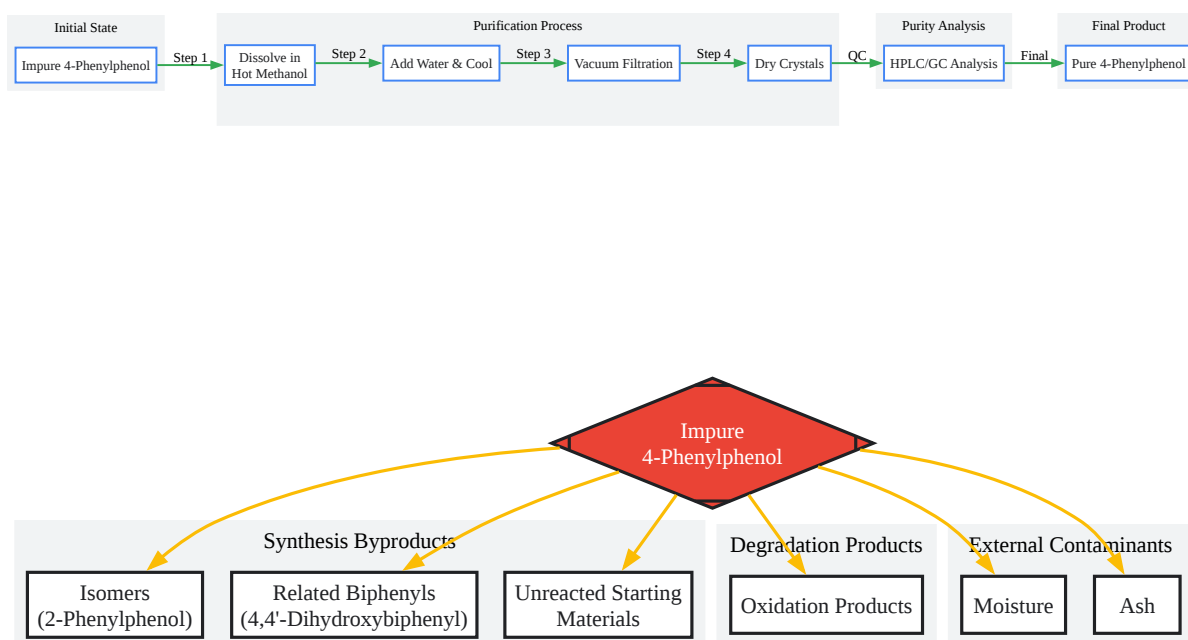 Initial State
Purification Process
Purity Analysis
Final Product
Impure 4-Phenylphenol
Step 1
Dissolve in
Hot Methanol
Step 2
Add Water & Cool
Step 3
Vacuum Filtration
Step 4
Dry Crystals
QC
HPLC/GC Analysis
Final
Pure 4-Phenylphenol
Impure
4-Phenylphenol
Synthesis Byproducts
Degradation Products
External Contaminants
Isomers
(2-Phenylphenol)
Related Biphenyls
(4,4'-Dihydroxybiphenyl)
Unreacted Starting
Materials
Oxidation Products
Moisture
Ash